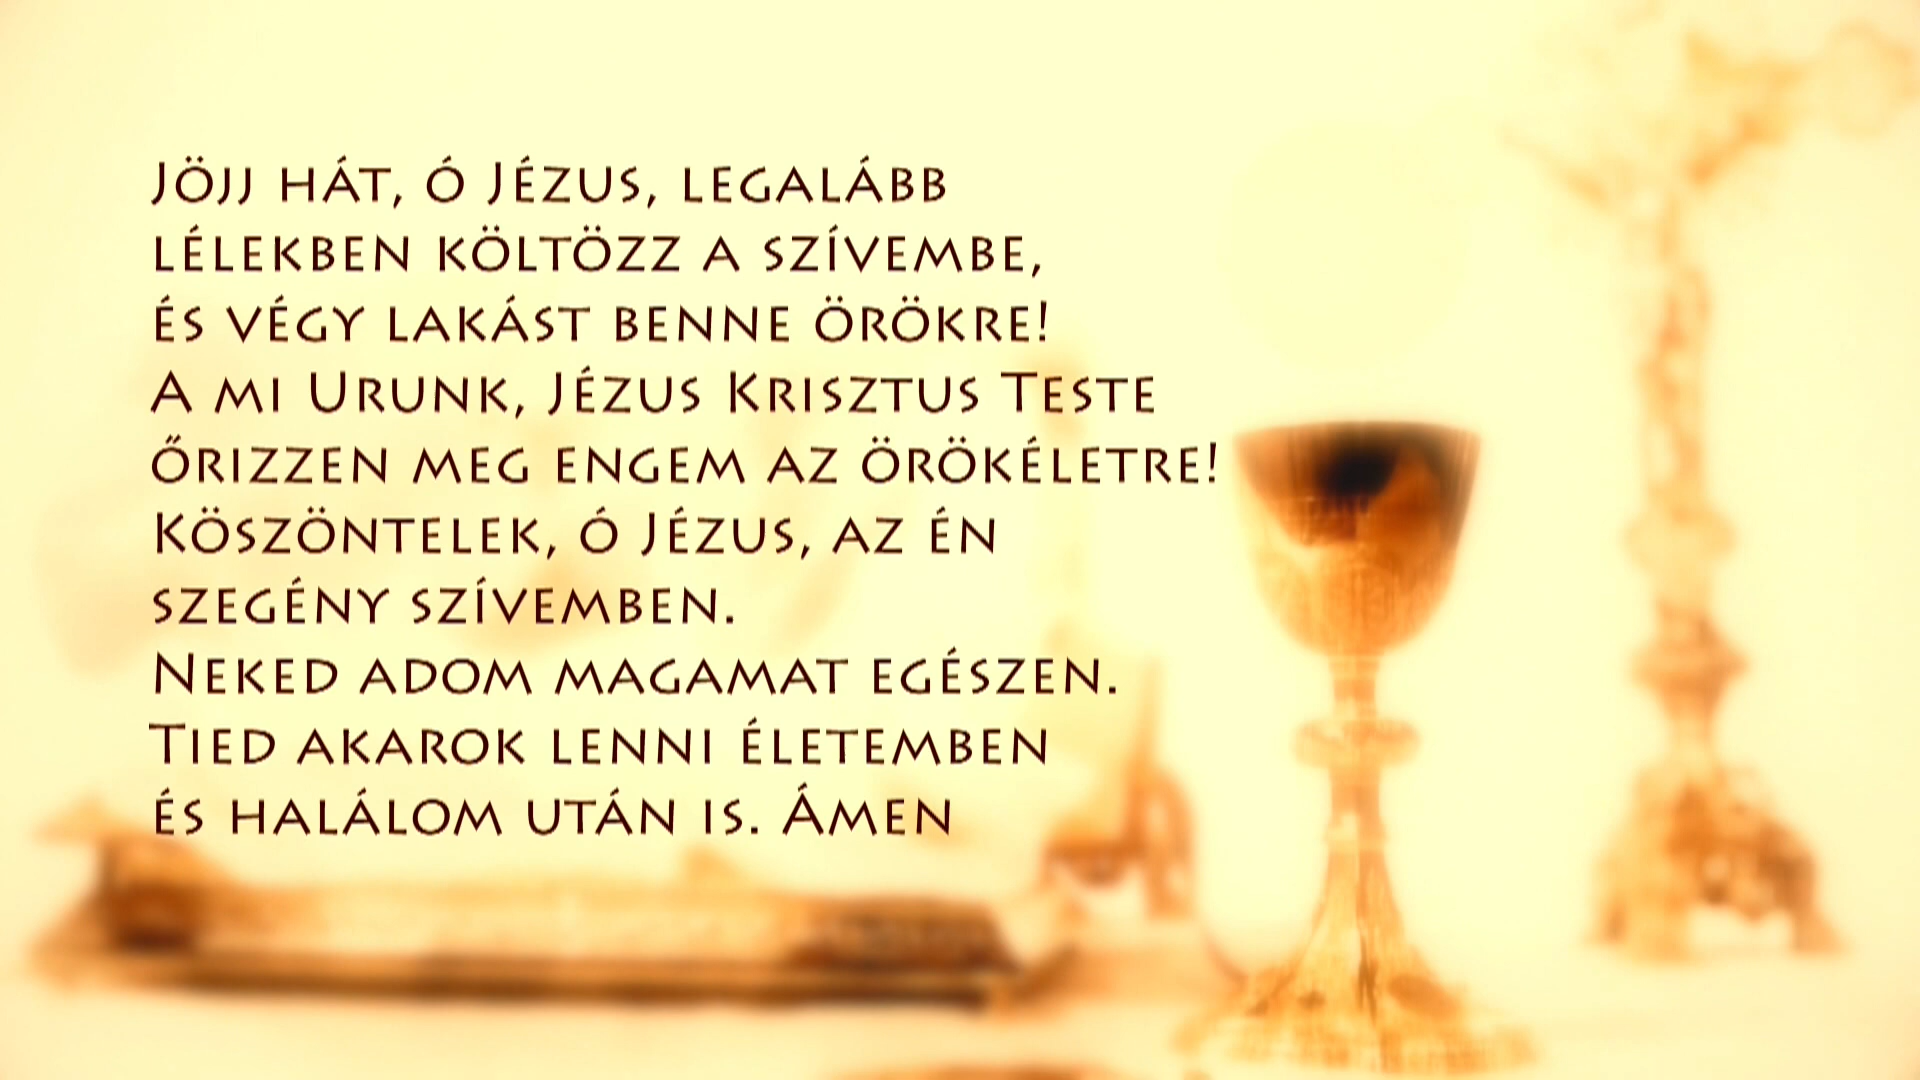 Jöjj hát, ó Jézus, legalább
lélekben költözz a szívembe,
és végy lakást benne örökre!
A mi Urunk, Jézus Krisztus Teste
őrizzen meg engem az örökéletre!
Köszöntelek, ó Jézus, az én
szegény szívemben.
Neked adom magamat egészen.
Tied akarok lenni életemben
és halálom után is. Ámen